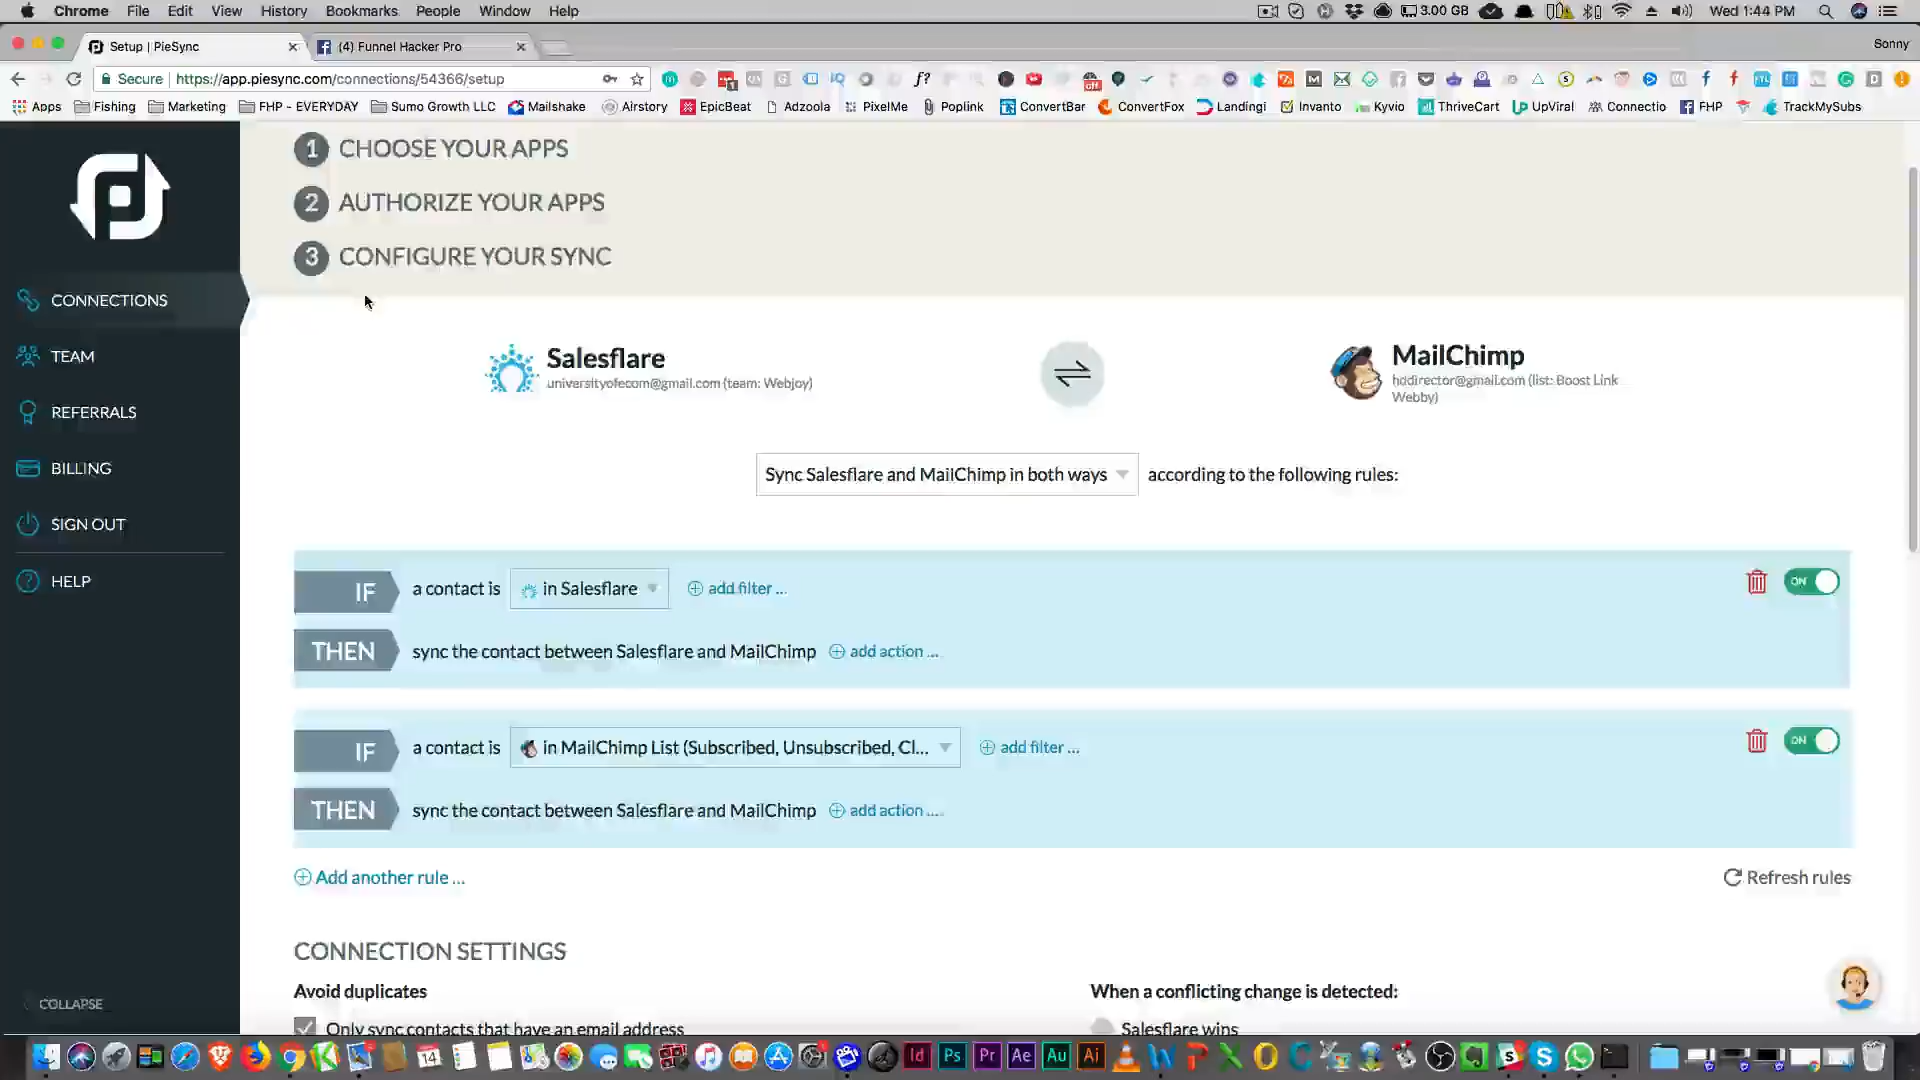 Chrome File Edit View History Bookmarks People Window Help
3.00 GB Wed 1:44 PM
Setup | PieSync
(4) Funnel Hacker Pro
Sonny
Secure https://app.piesync.com/connections/54366/setup
Apps Fishing Marketing FHP - EVERYDAY Sumo Growth LLC Mailshake Airstory EpicBeat Adzoola PixelMe Poplink ConvertBar ConvertFox Landingi Invanto Kyvio ThriveCart UpViral Connectio FHP TrackMySubs
1 CHOOSE YOUR APPS
2 AUTHORIZE YOUR APPS
3 CONFIGURE YOUR SYNC
CONNECTIONS
TEAM
REFERRALS
BILLING
SIGN OUT
HELP
COLLAPSE
Salesflare
universityofecom@gmail.com (team: Webjoy)
MailChimp
hodirector@gmail.com (list: Boost Link
Webby)
Sync Salesflare and MailChimp in both ways according to the following rules:
IF a contact is in Salesflare add filter ...
ON
THEN sync the contact between Salesflare and MailChimp add action ...
IF a contact is in MailChimp List (Subscribed, Unsubscribed, Cl... add filter ...
ON
THEN sync the contact between Salesflare and MailChimp add action ...
Add another rule ...
Refresh rules
CONNECTION SETTINGS
Avoid duplicates
Only sync contacts that have an email address
When a conflicting change is detected:
Salesflare wins
14 Id Ps Pr Ae Au Ai